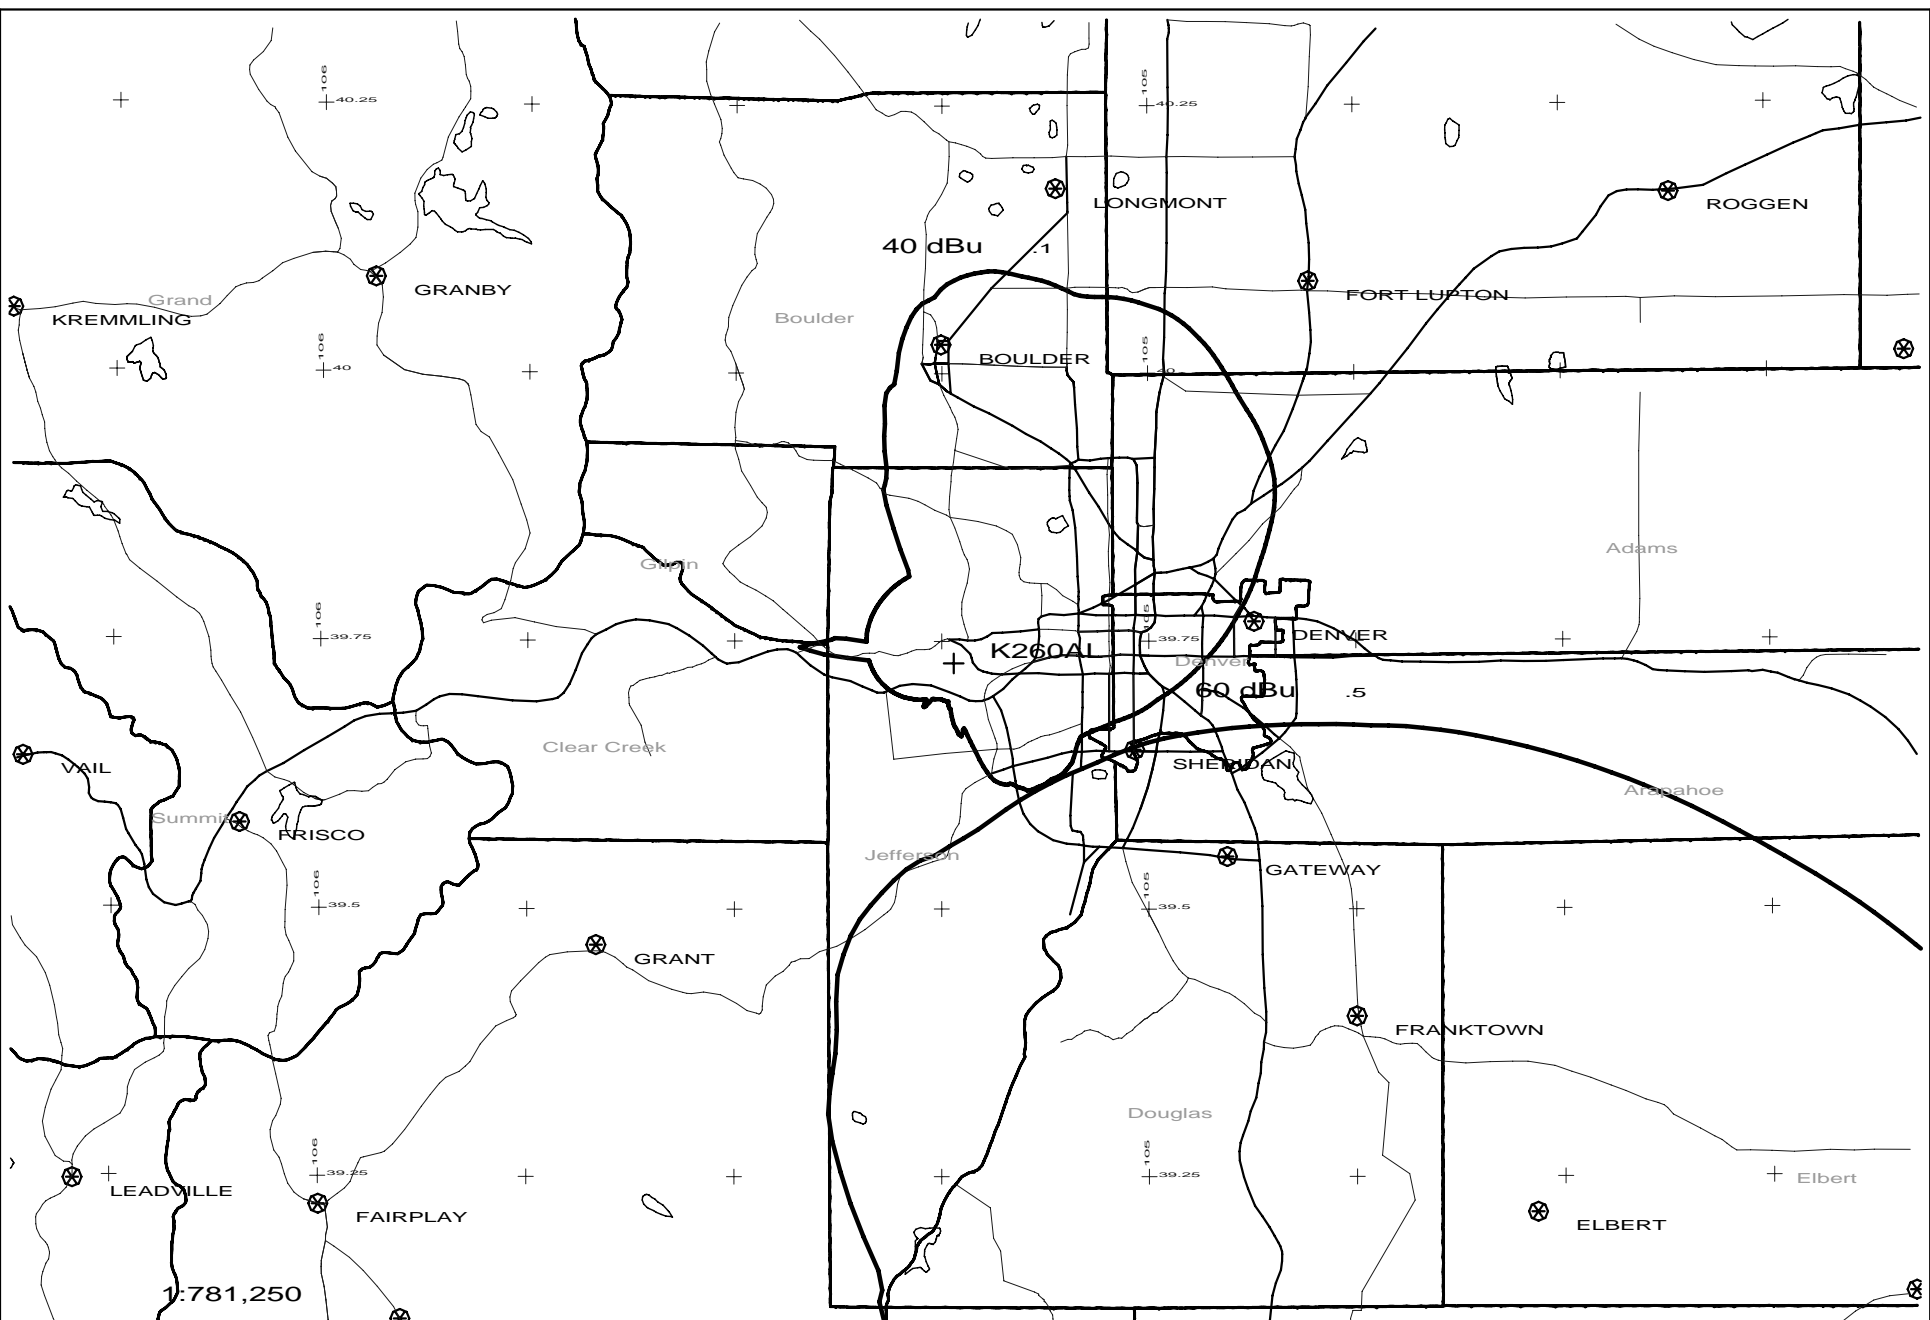 106
40.25
105
40.25
LONGMONT
ROGGEN
40 dBu
.1
GRANBY
FORT LUPTON
Grand
KREMMLING
Boulder
106
40
BOULDER
105
40
Gilpin
Adams
106
39.75
105
39.75
DENVER
K260AL
Denver
60 dBu
.5
Clear Creek
VAIL
SHERIDAN
Arapahoe
Summit
FRISCO
Jefferson
GATEWAY
106
39.5
105
39.5
GRANT
FRANKTOWN
Douglas
106
39.25
105
39.25
LEADVILLE
Elbert
FAIRPLAY
ELBERT
1:781,250